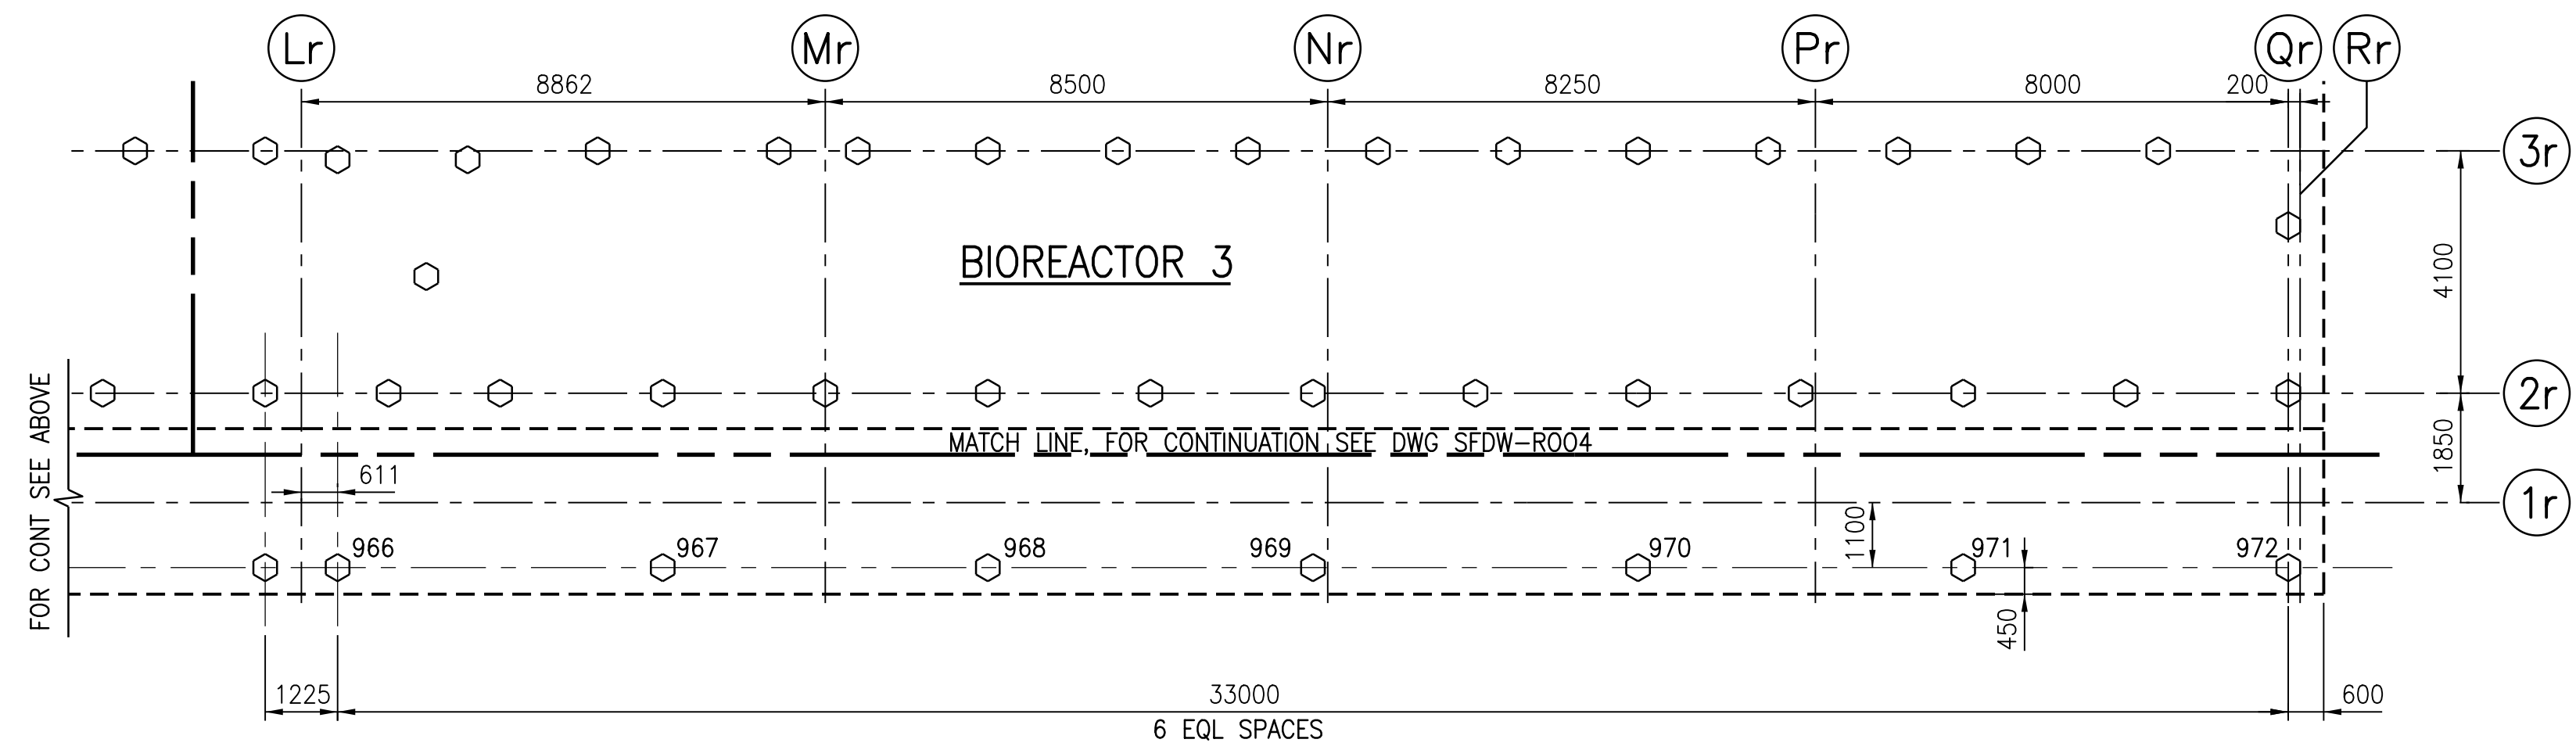 Lr Mr Nr Pr Qr Rr
8862 8500 8250 8000 200
3r
BIOREACTOR 3
4100
2r
MATCH LINE, FOR CONTINUATION SEE DWG SFDW-R004
1850
611
1r
1100
966 967 968 969 970 971 972
450
FOR CONT SEE ABOVE
1225 33000 600
6 EQL SPACES